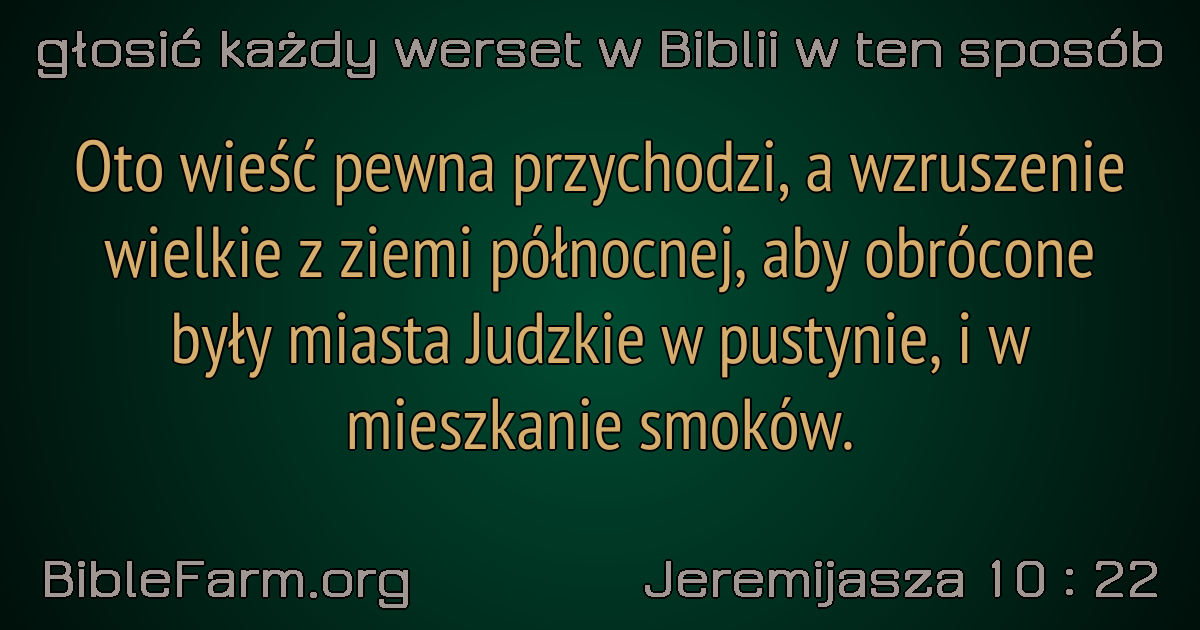 głosić każdy werset w Biblii w ten sposób
Oto wieść pewna przychodzi, a wzruszenie
wielkie z ziemi północnej, aby obrócone
były miasta Judzkie w pustynie, i w
mieszkanie smoków.
BibleFarm.org
Jeremijasza 10 : 22